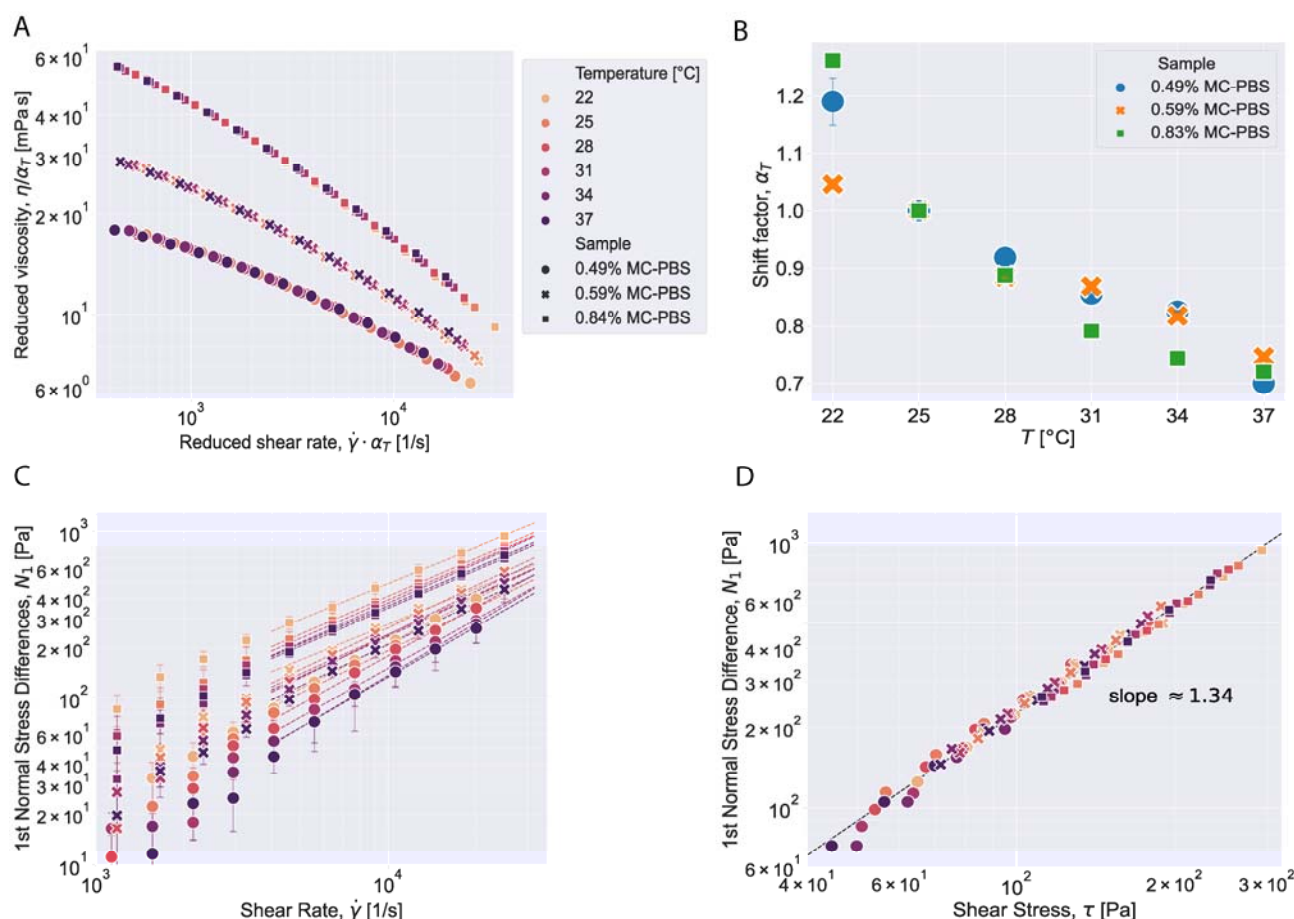 A
6 × 10¹
3 × 10¹
2 × 10¹
10¹
6 × 10⁰
Reduced viscosity, η/α_T [mPa s]
10³
10⁴
Reduced shear rate, γ̇ · α_T [1/s]
Temperature [°C]
22
25
28
31
34
37
Sample
0.49% MC-PBS
0.59% MC-PBS
0.84% MC-PBS
B
Shift factor, α_T
1.2
1.1
1.0
0.9
0.8
0.7
22
25
28
31
34
37
T [°C]
Sample
0.49% MC-PBS
0.59% MC-PBS
0.83% MC-PBS
C
1st Normal Stress Difference, N₁ [Pa]
10³
6 × 10²
4 × 10²
3 × 10²
2 × 10²
10²
6 × 10¹
4 × 10¹
3 × 10¹
2 × 10¹
10¹
10³
10⁴
Shear Rate, γ̇ [1/s]
D
1st Normal Stress Difference, N₁ [Pa]
10³
6 × 10²
4 × 10²
3 × 10²
2 × 10²
10²
6 × 10¹
slope ≈ 1.34
4 × 10¹
6 × 10¹
10²
2 × 10²
3 × 10²
Shear Stress, τ [Pa]